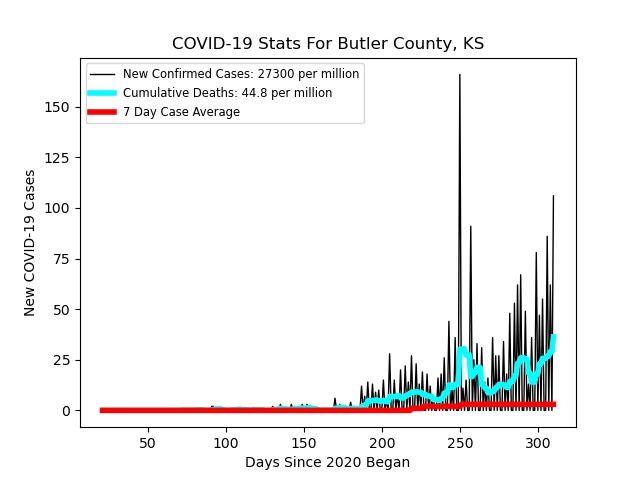 COVID-19 Stats For Butler County, KS
New Confirmed Cases: 27300 per million
Cumulative Deaths: 44.8 per million
7 Day Case Average
New COVID-19 Cases
150
125
100
75
50
25
0
50 100 150 200 250 300
Days Since 2020 Began